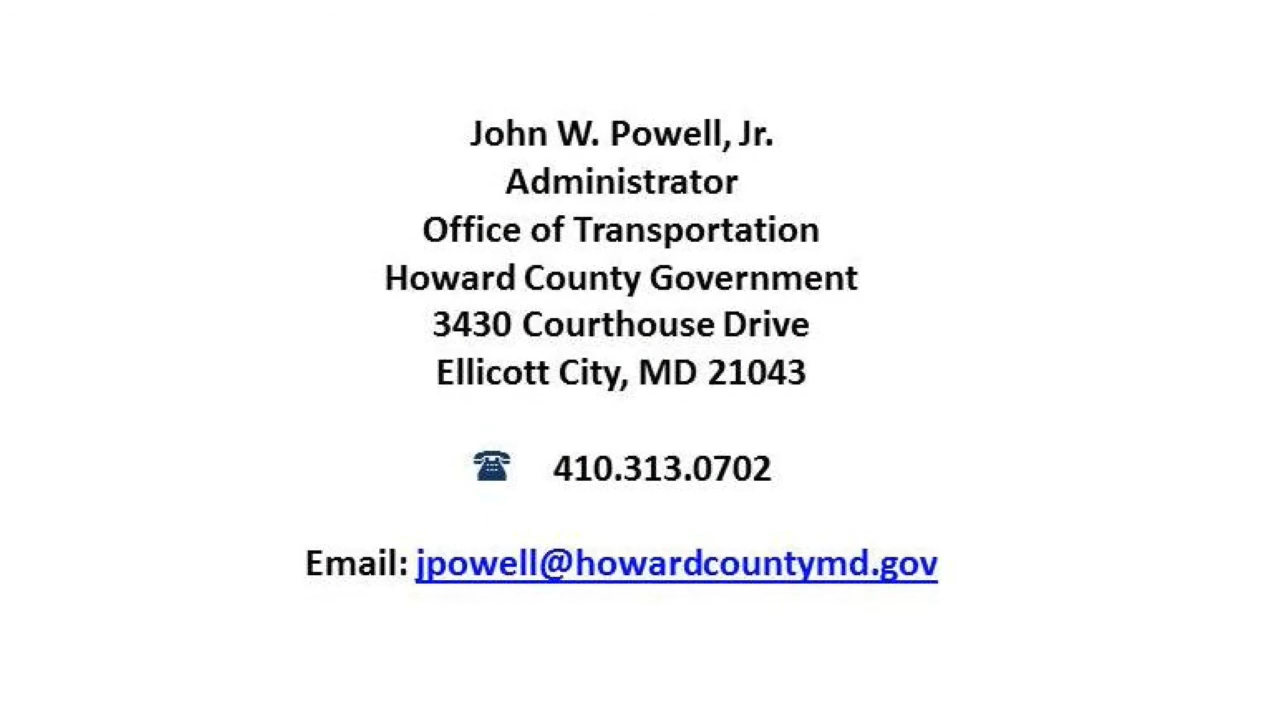 John W. Powell, Jr.
Administrator
Office of Transportation
Howard County Government
3430 Courthouse Drive
Ellicott City, MD 21043
410.313.0702
Email: jpowell@howardcountymd.gov